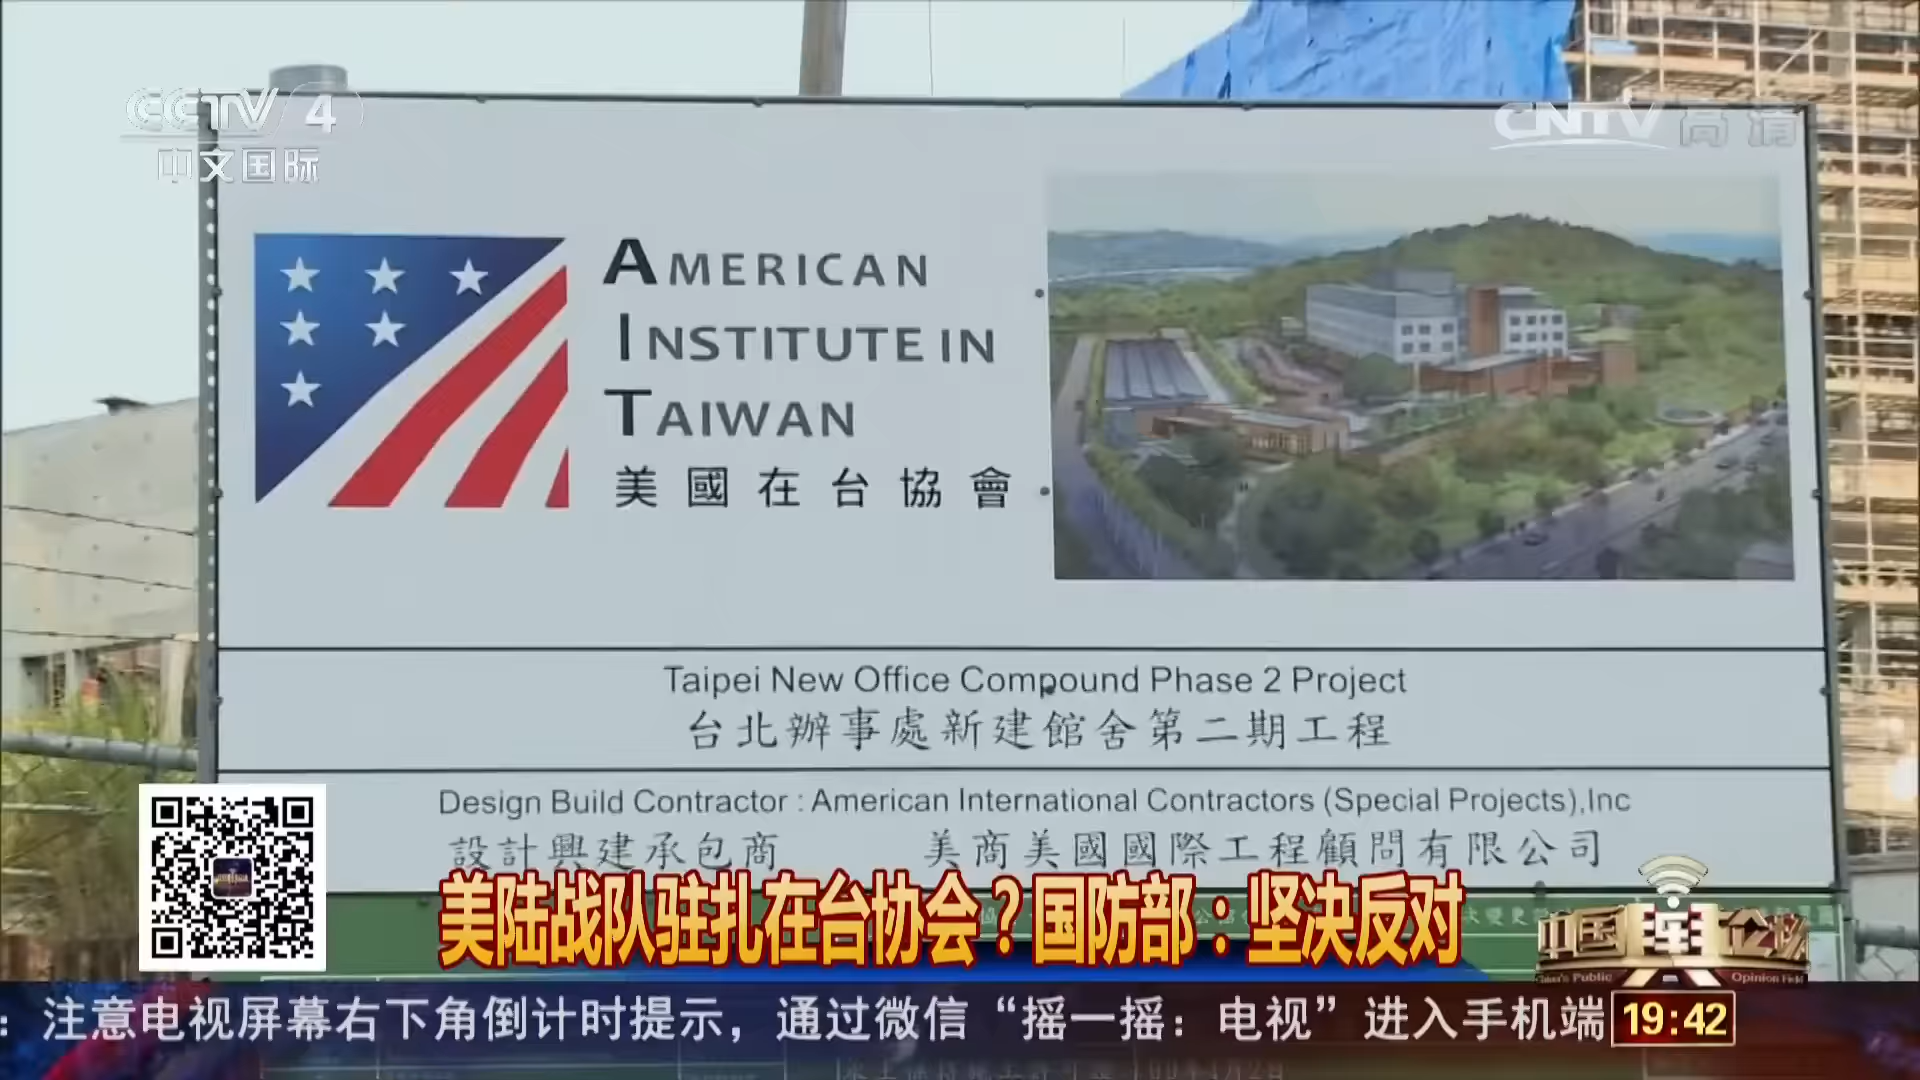 CCTV 4
中文国际
CNTV 高清
AMERICAN
INSTITUTE IN
TAIWAN
美國在台協會
Taipei New Office Compound Phase 2 Project
台北辦事處新建館舍第二期工程
Design Build Contractor : American International Contractors (Special Projects),Inc
設計興建承包商 美商美國國際工程顧問有限公司
美陆战队驻扎在台协会?国防部:坚决反对
China's Public Opinion Field
：注意电视屏幕右下角倒计时提示，通过微信“摇一摇：电视”进入手机端
19:42